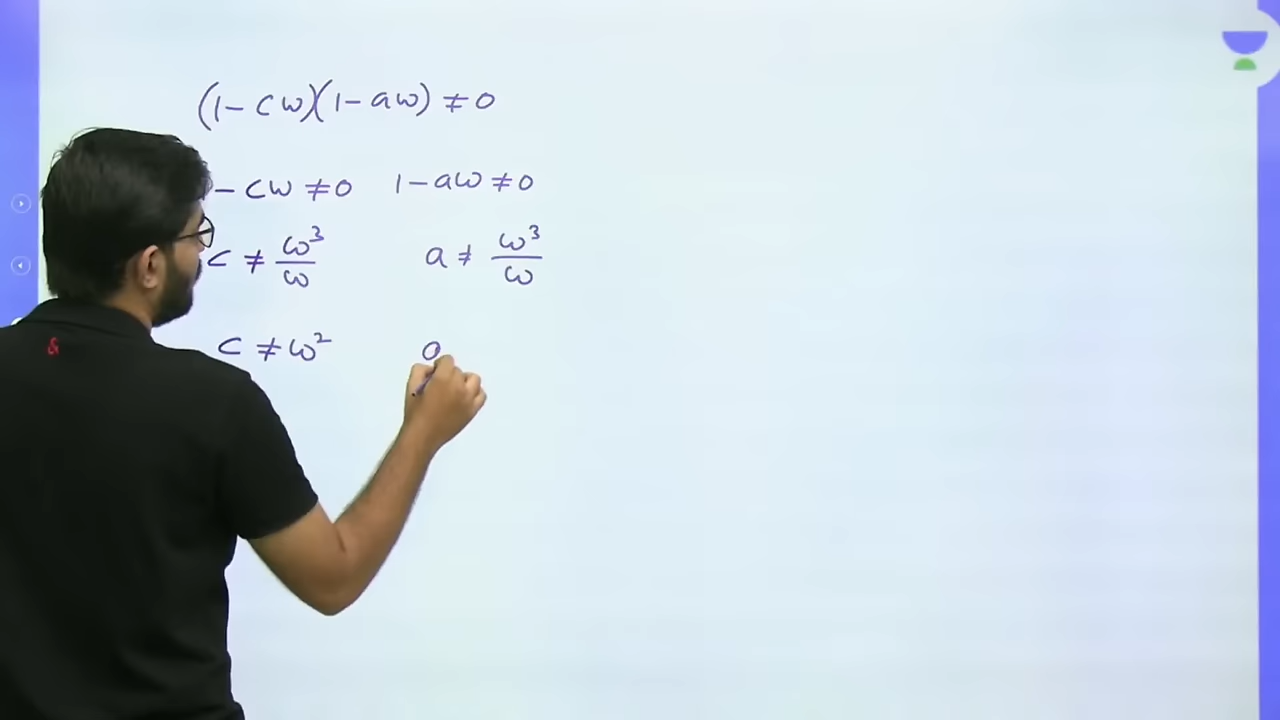 (1 - cω)(1 - aω) ≠ 0
- cω ≠ 0 1 - aω ≠ 0
c ≠ ω³/ω a ≠ ω³/ω
c ≠ ω² a